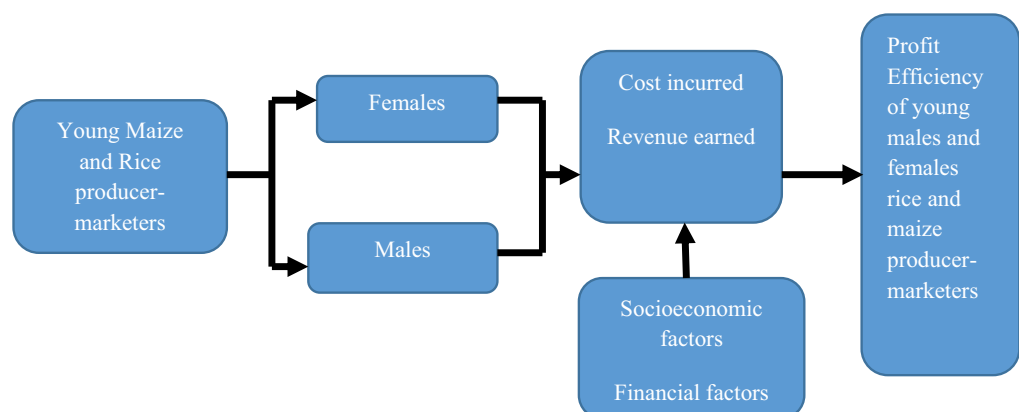 Young Maize
and Rice
producer-
marketers
Females
Males
Cost incurred
Revenue earned
Socioeconomic
factors
Financial factors
Profit
Efficiency
of young
males and
females
rice and
maize
producer-
marketers